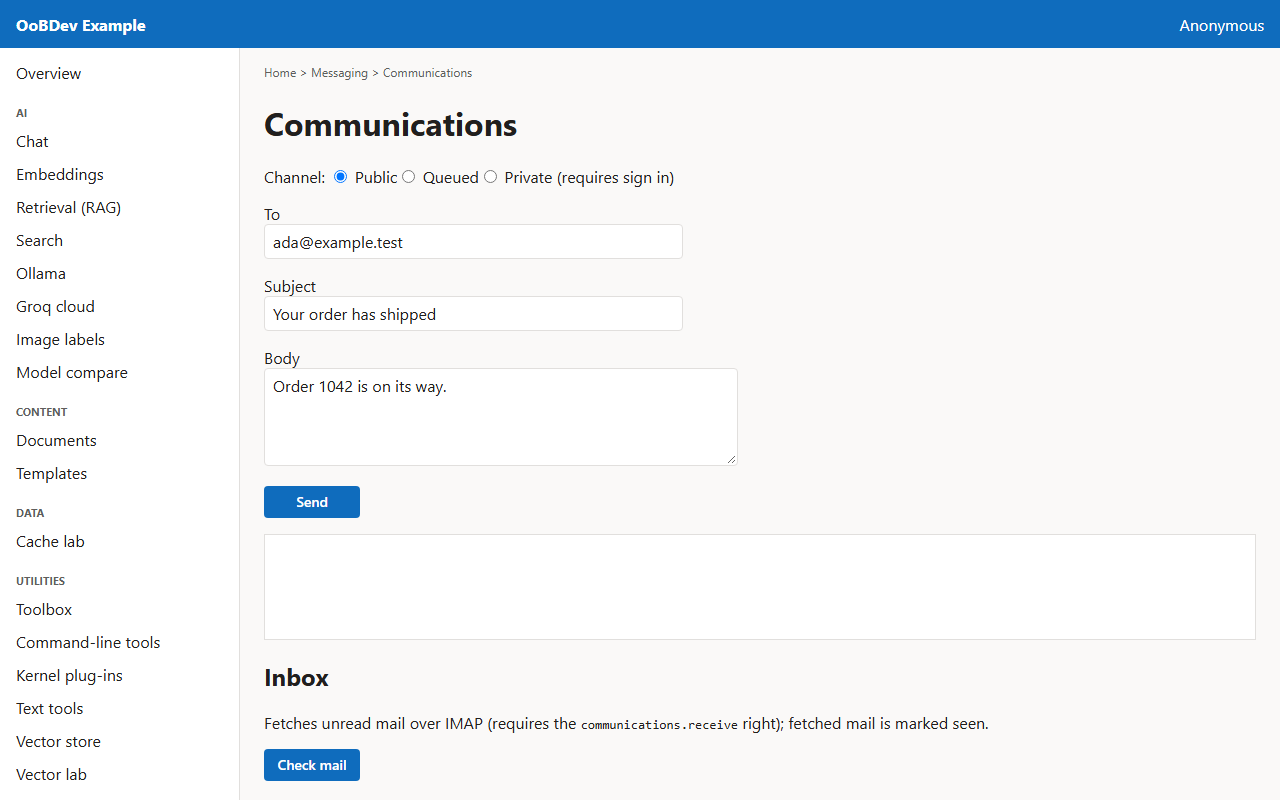 OoBDev Example
Anonymous
Overview
AI
Chat
Embeddings
Retrieval (RAG)
Search
Ollama
Groq cloud
Image labels
Model compare
CONTENT
Documents
Templates
DATA
Cache lab
UTILITIES
Toolbox
Command-line tools
Kernel plug-ins
Text tools
Vector store
Vector lab
Home > Messaging > Communications
Communications
Channel: Public Queued Private (requires sign in)
To
ada@example.test
Subject
Your order has shipped
Body
Order 1042 is on its way.
Send
Inbox
Fetches unread mail over IMAP (requires the communications.receive right); fetched mail is marked seen.
Check mail